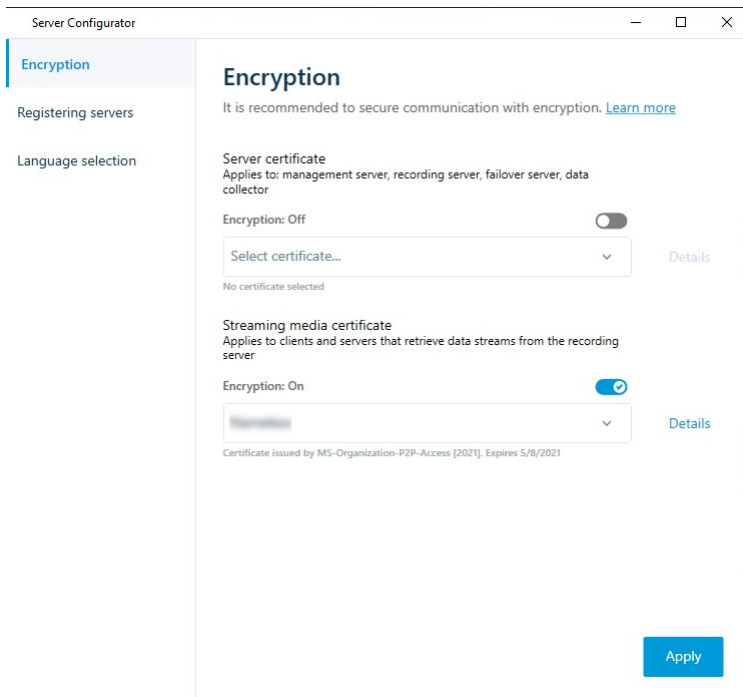 Server Configurator
Encryption
Registering servers
Language selection
Encryption
It is recommended to secure communication with encryption. Learn more
Server certificate
Applies to: management server, recording server, failover server, data
collector
Encryption: Off
Select certificate...
Details
No certificate selected
Streaming media certificate
Applies to clients and servers that retrieve data streams from the recording
server
Encryption: On
Details
Certificate issued by MS-Organization-P2P-Access [2021]. Expires 5/8/2021
Apply